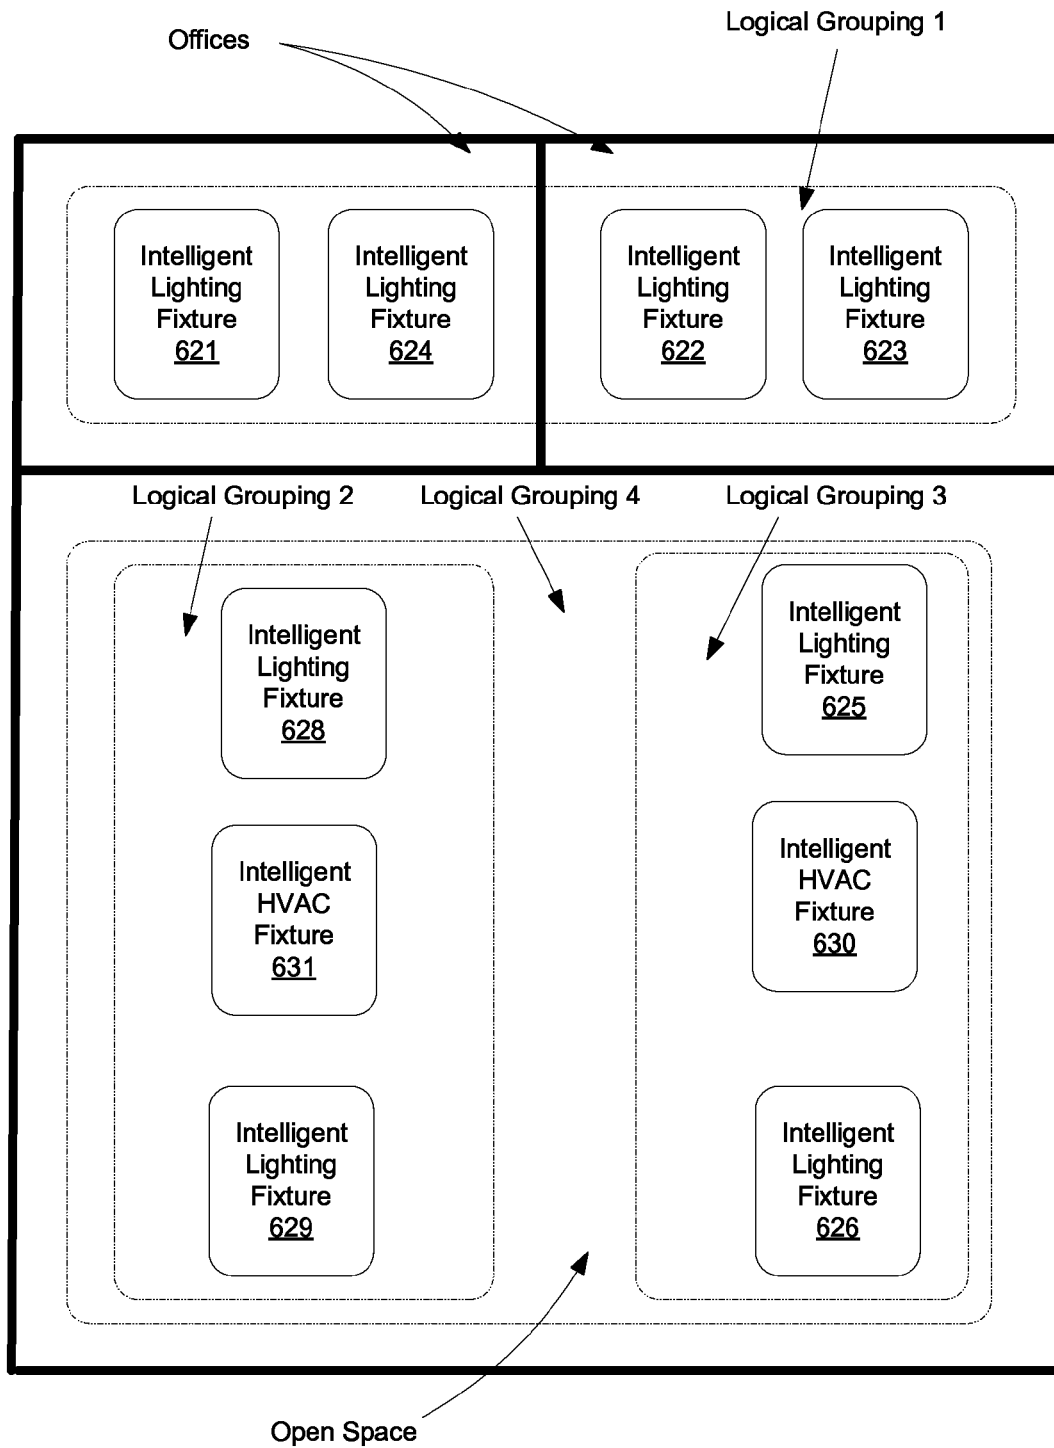 Logical Grouping 1
Offices
Intelligent
Lighting
Fixture
621
Intelligent
Lighting
Fixture
624
Intelligent
Lighting
Fixture
622
Intelligent
Lighting
Fixture
623
Logical Grouping 2
Logical Grouping 4
Logical Grouping 3
Intelligent
Lighting
Fixture
628
Intelligent
Lighting
Fixture
625
Intelligent
HVAC
Fixture
631
Intelligent
HVAC
Fixture
630
Intelligent
Lighting
Fixture
629
Intelligent
Lighting
Fixture
626
Open Space